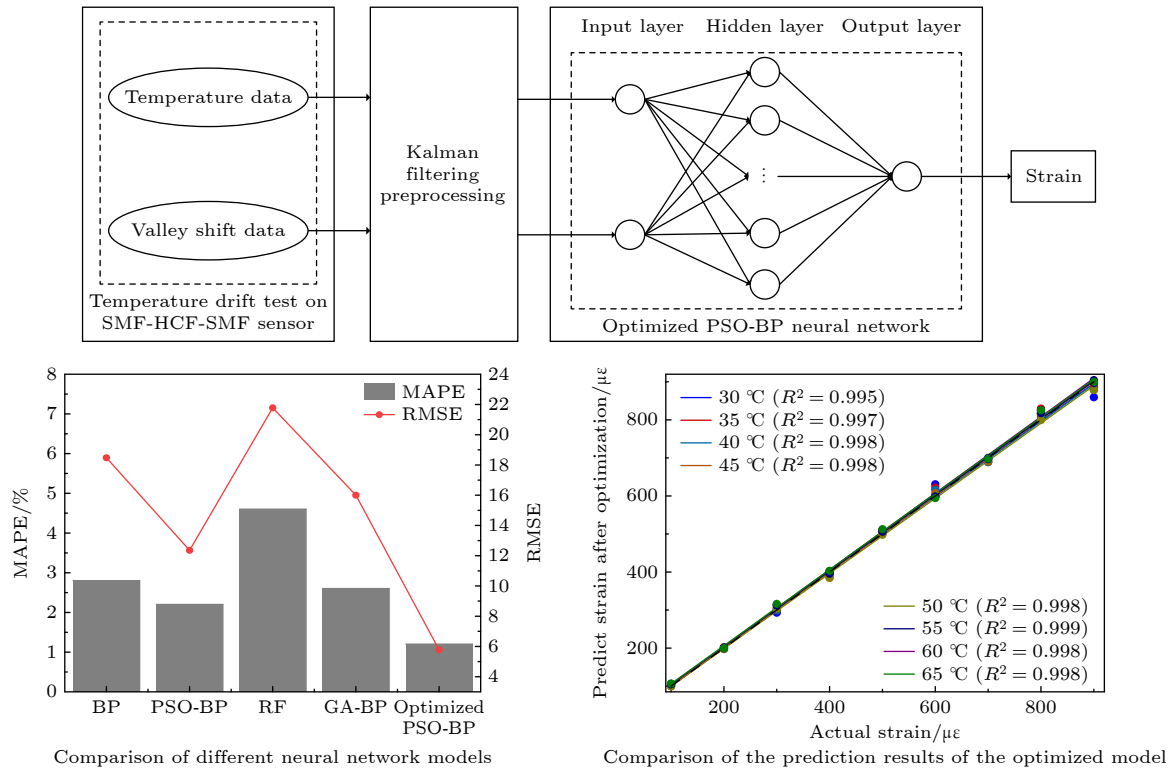 Input layer
Hidden layer
Output layer
Temperature data
Valley shift data
Temperature drift test on
SMF-HCF-SMF sensor
Kalman
filtering
preprocessing
⋮
Optimized PSO-BP neural network
Strain
MAPE/%
8
7
6
5
4
3
2
1
0
MAPE
RMSE
24
22
20
18
16
14
12
10
8
6
4
RMSE
BP
PSO-BP
RF
GA-BP
Optimized
PSO-BP
Comparison of different neural network models
Predict strain after optimization/με
800
600
400
200
30 ℃ (R² = 0.995)
35 ℃ (R² = 0.997)
40 ℃ (R² = 0.998)
45 ℃ (R² = 0.998)
50 ℃ (R² = 0.998)
55 ℃ (R² = 0.999)
60 ℃ (R² = 0.998)
65 ℃ (R² = 0.998)
200
400
600
800
Actual strain/με
Comparison of the prediction results of the optimized model